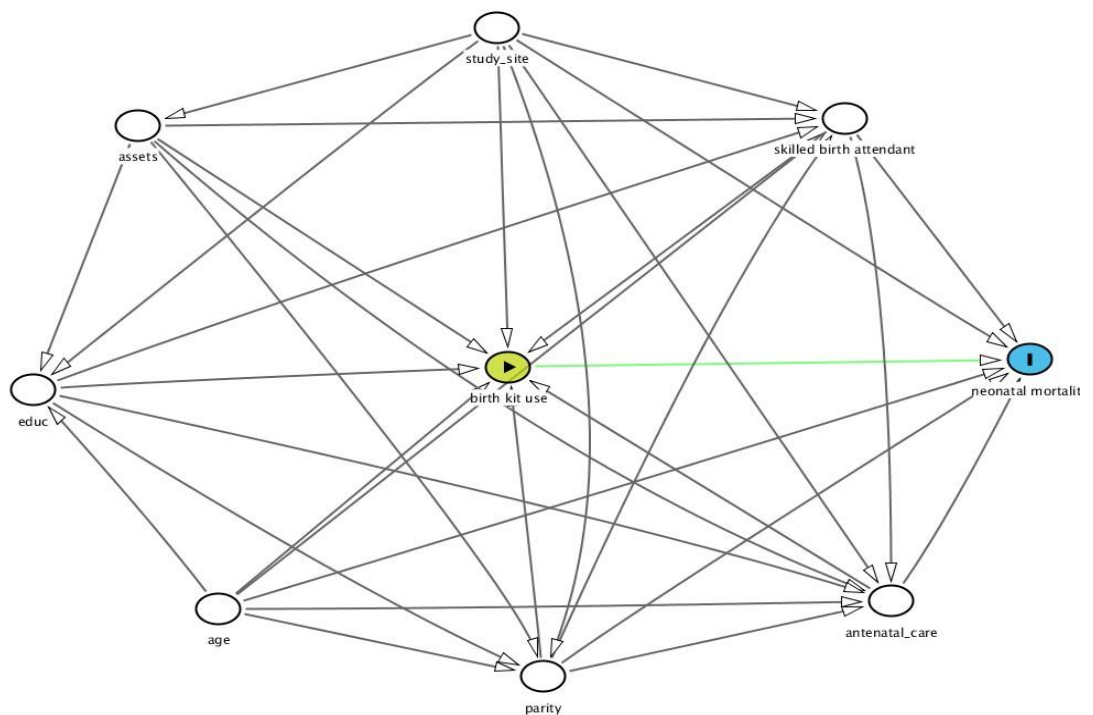 study_site
assets
skilled birth attendant
birth kit use
neonatal mortalit
educ
age
antenatal_care
parity